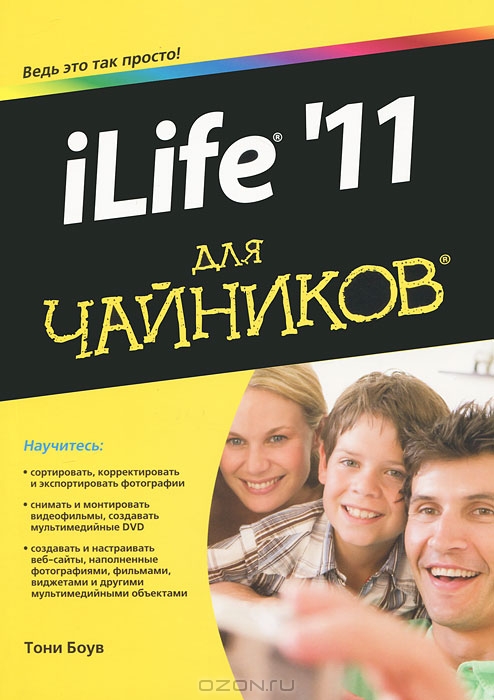 Ведь это так просто!
iLife® '11
для
ЧАЙНИКОВ®
Научитесь:
• сортировать, корректировать
и экспортировать фотографии
• снимать и монтировать
видеофильмы, создавать
мультимедийные DVD
• создавать и настраивать
веб-сайты, наполненные
фотографиями, фильмами,
виджетами и другими
мультимедийными объектами
Тони Боув
OZON.ru